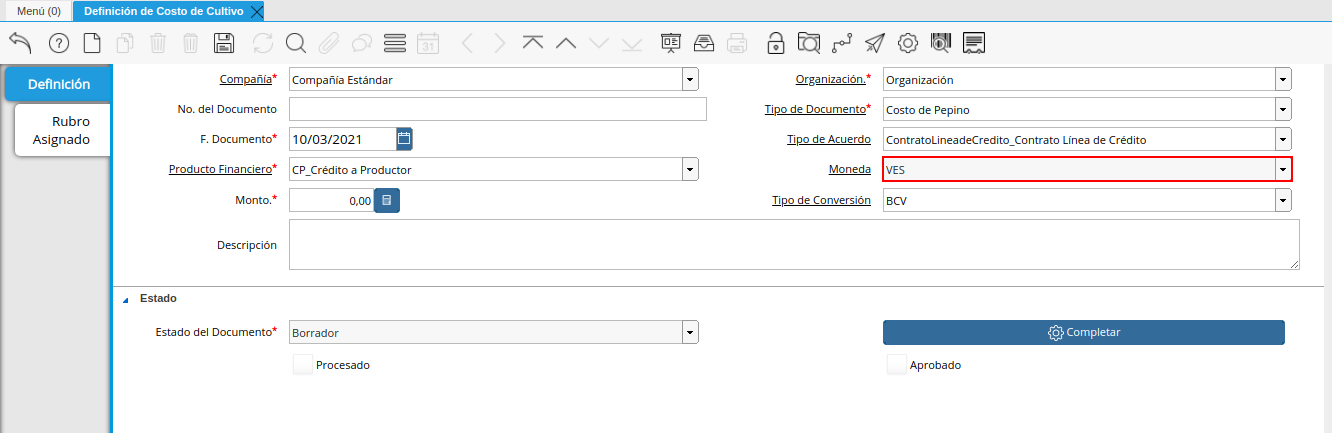 Menú (0) Definición de Costo de Cultivo
31
Definición
Rubro
Asignado
Compañía* Compañía Estándar Organización.* Organización
No. del Documento Tipo de Documento* Costo de Pepino
F. Documento* 10/03/2021 Tipo de Acuerdo ContratoLineadeCredito_Contrato Línea de Crédito
Producto Financiero* CP_Crédito a Productor Moneda VES
Monto.* 0,00 Tipo de Conversión BCV
Descripción
Estado
Estado del Documento* Borrador Completar
Procesado Aprobado